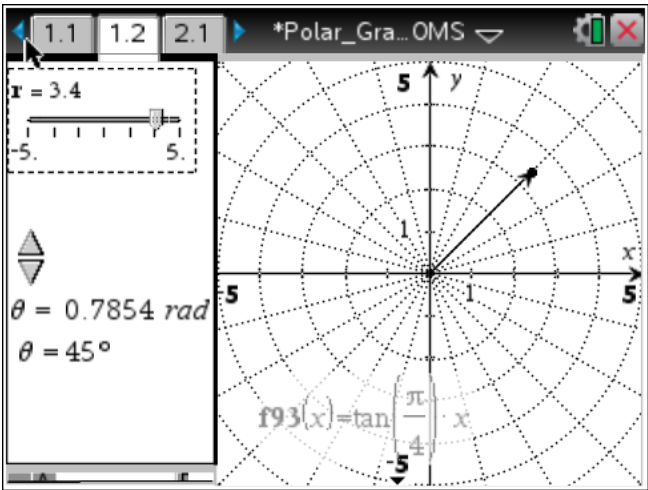 1.1 1.2 2.1 *Polar_Gra…OMS
r = 3.4
-5. 5.
θ = 0.7854 rad
θ = 45°
5 y
1
x
-5 1 5
f93(x)=tan(π/4)· x
-5